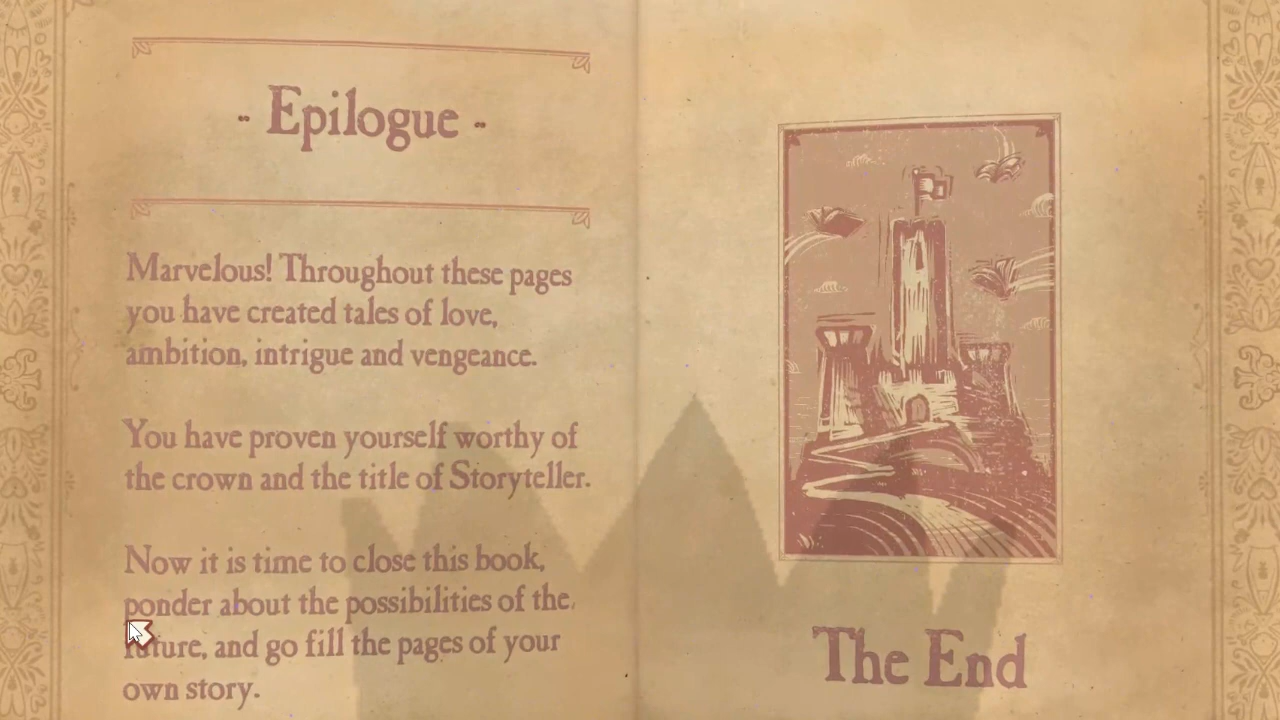 - Epilogue -
Marvelous! Throughout these pages
you have created tales of love,
ambition, intrigue and vengeance.
You have proven yourself worthy of
the crown and the title of Storyteller.
Now it is time to close this book,
ponder about the possibilities of the
future, and go fill the pages of your
own story.
The End